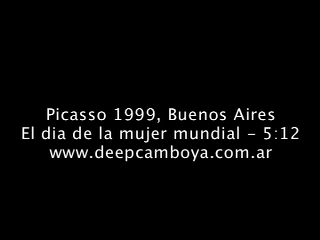 Picasso 1999, Buenos Aires
El dia de la mujer mundial - 5:12
www.deepcamboya.com.ar